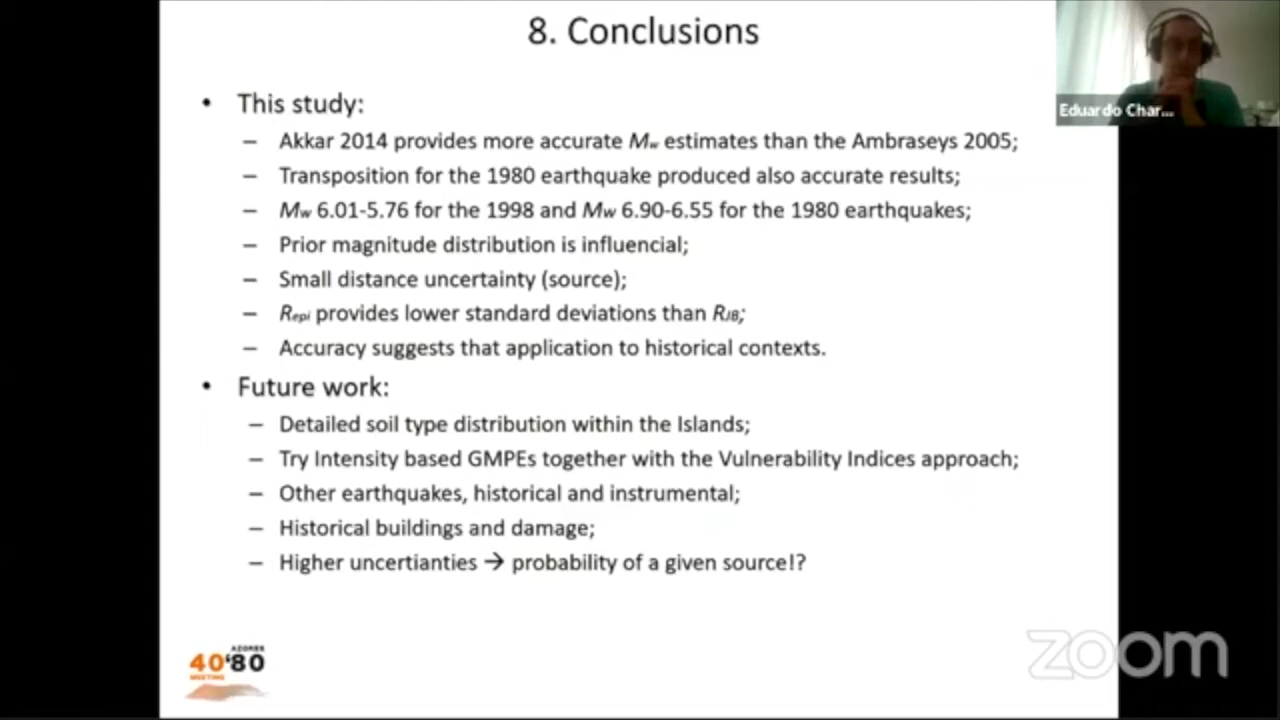 8. Conclusions
Eduardo Char...
• This study:
– Akkar 2014 provides more accurate Mw estimates than the Ambraseys 2005;
– Transposition for the 1980 earthquake produced also accurate results;
– Mw 6.01-5.76 for the 1998 and Mw 6.90-6.55 for the 1980 earthquakes;
– Prior magnitude distribution is influencial;
– Small distance uncertainty (source);
– Repi provides lower standard deviations than RJB;
– Accuracy suggests that application to historical contexts.
• Future work:
– Detailed soil type distribution within the Islands;
– Try Intensity based GMPEs together with the Vulnerability Indices approach;
– Other earthquakes, historical and instrumental;
– Historical buildings and damage;
– Higher uncertianties → probability of a given source!?
AZORES
40'80
MEETING
zoom